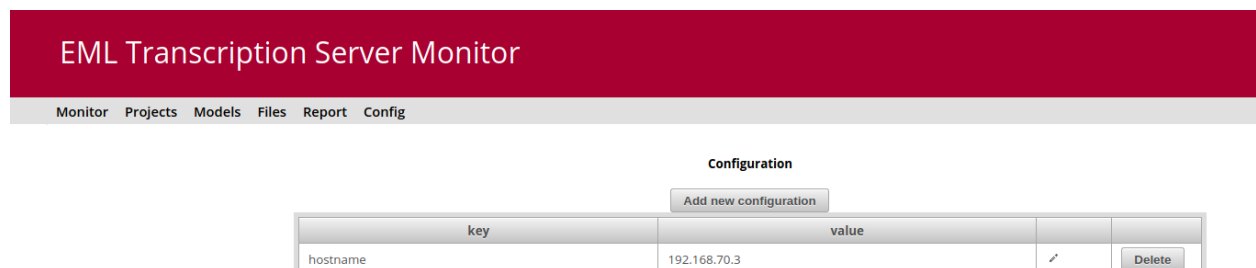 EML Transcription Server Monitor
Monitor Projects Models Files Report Config
Configuration
Add new configuration
key value
hostname 192.168.70.3 Delete